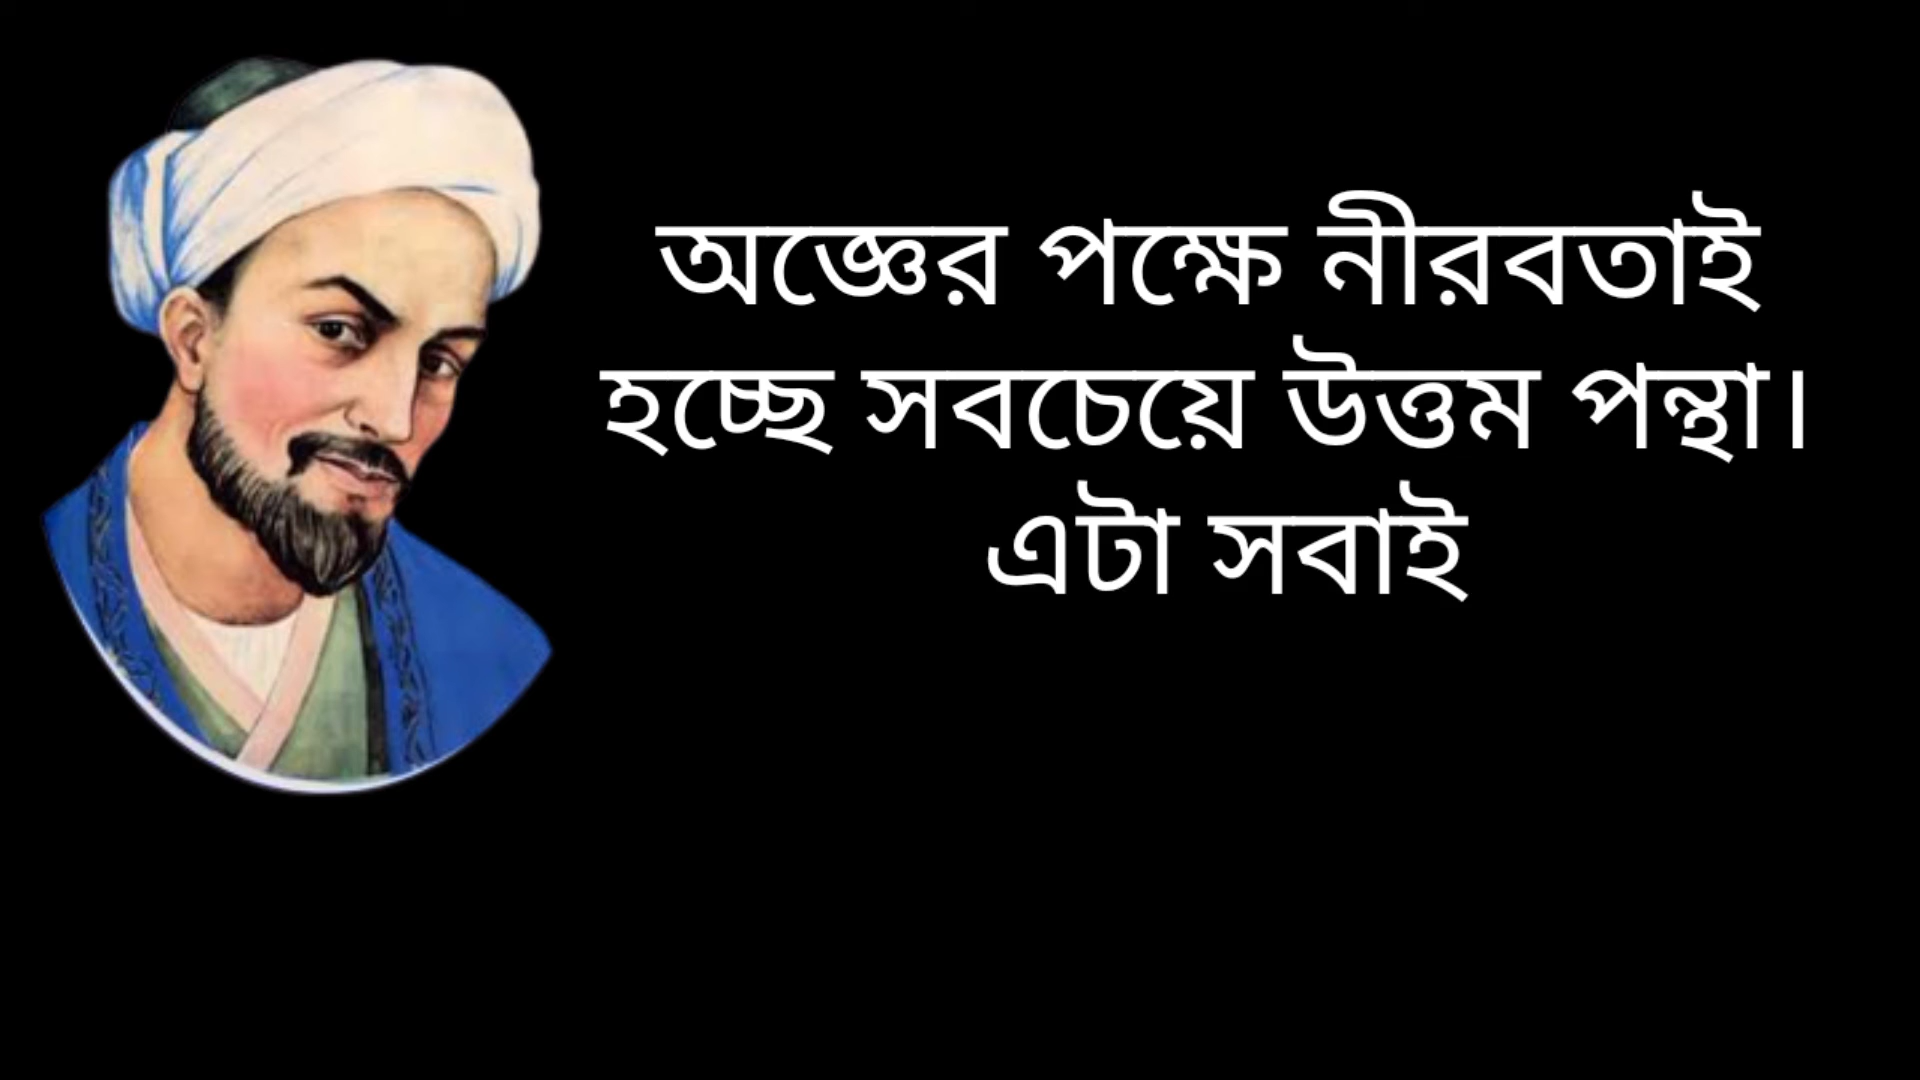 অজ্ঞের পক্ষে নীরবতাই
হচ্ছে সবচেয়ে উত্তম পন্থা।
এটা সবাই